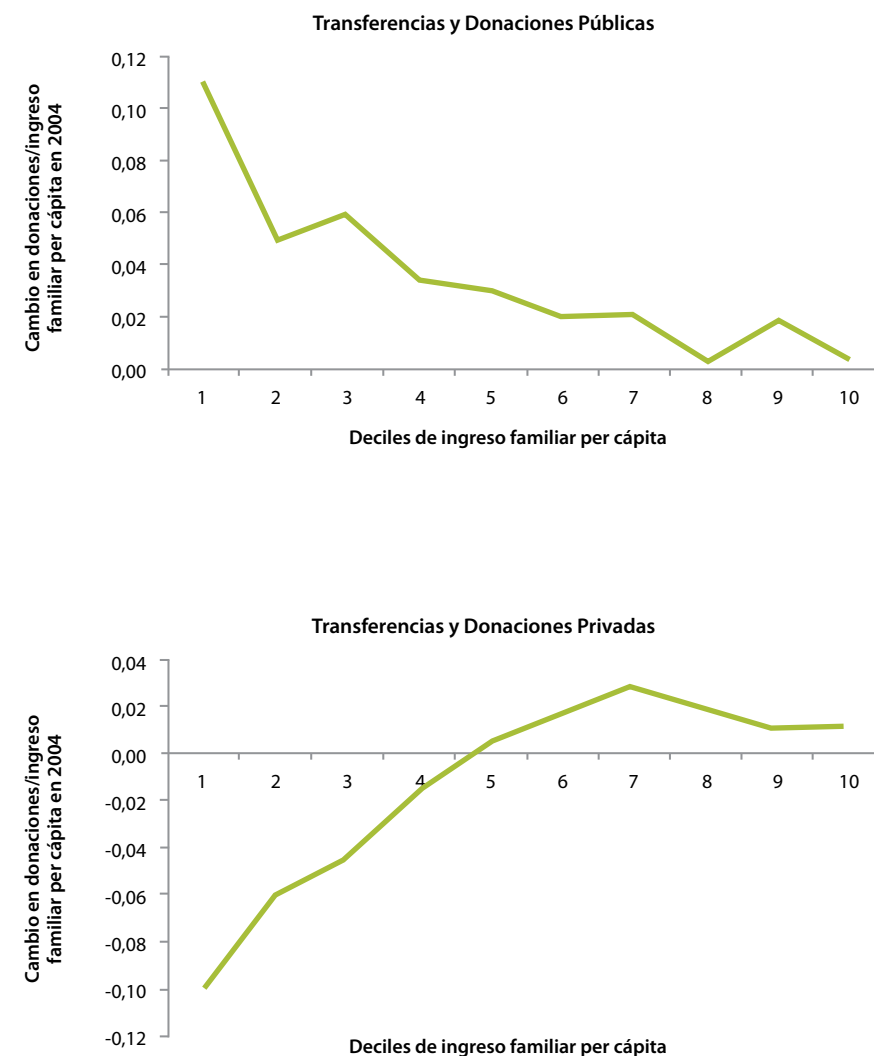 Transferencias y Donaciones Públicas
Cambio en donaciones/ingreso
familiar per cápita en 2004
0,12
0,10
0,08
0,06
0,04
0,02
0,00
1 2 3 4 5 6 7 8 9 10
Deciles de ingreso familiar per cápita
Transferencias y Donaciones Privadas
Cambio en donaciones/ingreso
familiar per cápita en 2004
0,04
0,02
0,00
1 2 3 4 5 6 7 8 9 10
-0,02
-0,04
-0,06
-0,08
-0,10
-0,12
Deciles de ingreso familiar per cápita